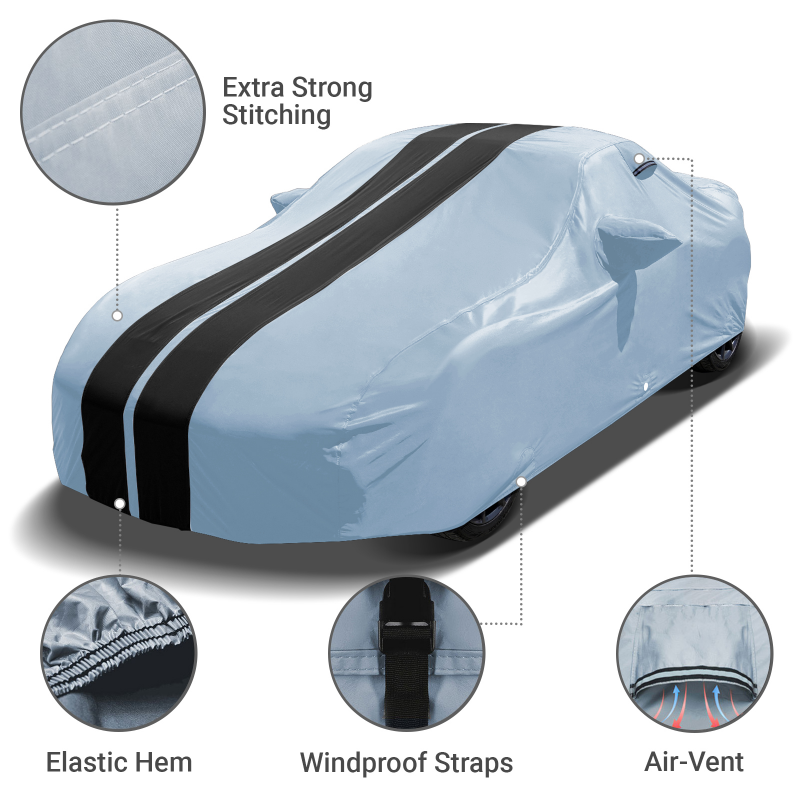 Extra Strong
Stitching
Elastic Hem
Windproof Straps
Air-Vent